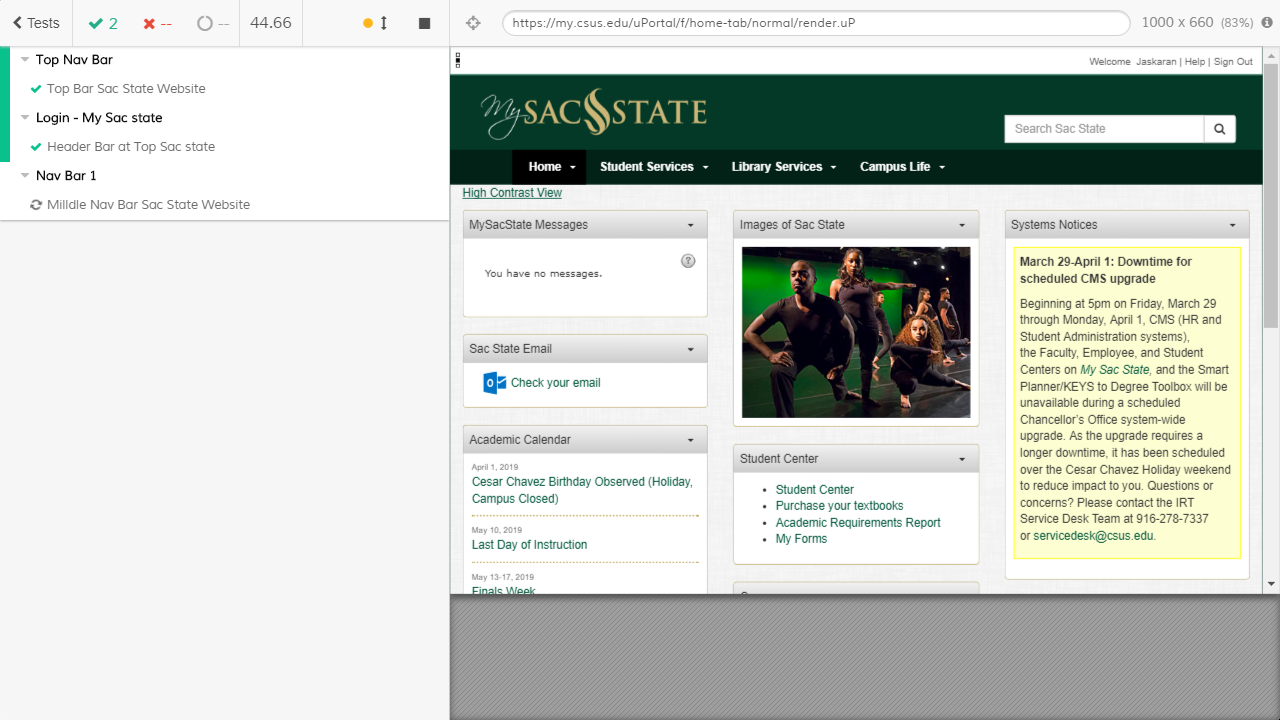 Tests
2
--
--
44.66
https://my.csus.edu/uPortal/f/home-tab/normal/render.uP
1000 x 660 (83%)
Top Nav Bar
Top Bar Sac State Website
Login - My Sac state
Header Bar at Top Sac state
Nav Bar 1
Milldle Nav Bar Sac State Website
Welcome Jaskaran | Help | Sign Out
My SAC STATE
Search Sac State
Home
Student Services
Library Services
Campus Life
High Contrast View
MySacState Messages
?
You have no messages.
Sac State Email
Check your email
Academic Calendar
April 1, 2019
Cesar Chavez Birthday Observed (Holiday,
Campus Closed)
May 10, 2019
Last Day of Instruction
May 13-17, 2019
Finals Week
Images of Sac State
Student Center
• Student Center
• Purchase your textbooks
• Academic Requirements Report
• My Forms
Systems Notices
March 29-April 1: Downtime for
scheduled CMS upgrade
Beginning at 5pm on Friday, March 29
through Monday, April 1, CMS (HR and
Student Administration systems),
the Faculty, Employee, and Student
Centers on My Sac State, and the Smart
Planner/KEYS to Degree Toolbox will be
unavailable during a scheduled
Chancellor's Office system-wide
upgrade. As the upgrade requires a
longer downtime, it has been scheduled
over the Cesar Chavez Holiday weekend
to reduce impact to you. Questions or
concerns? Please contact the IRT
Service Desk Team at 916-278-7337
or servicedesk@csus.edu.